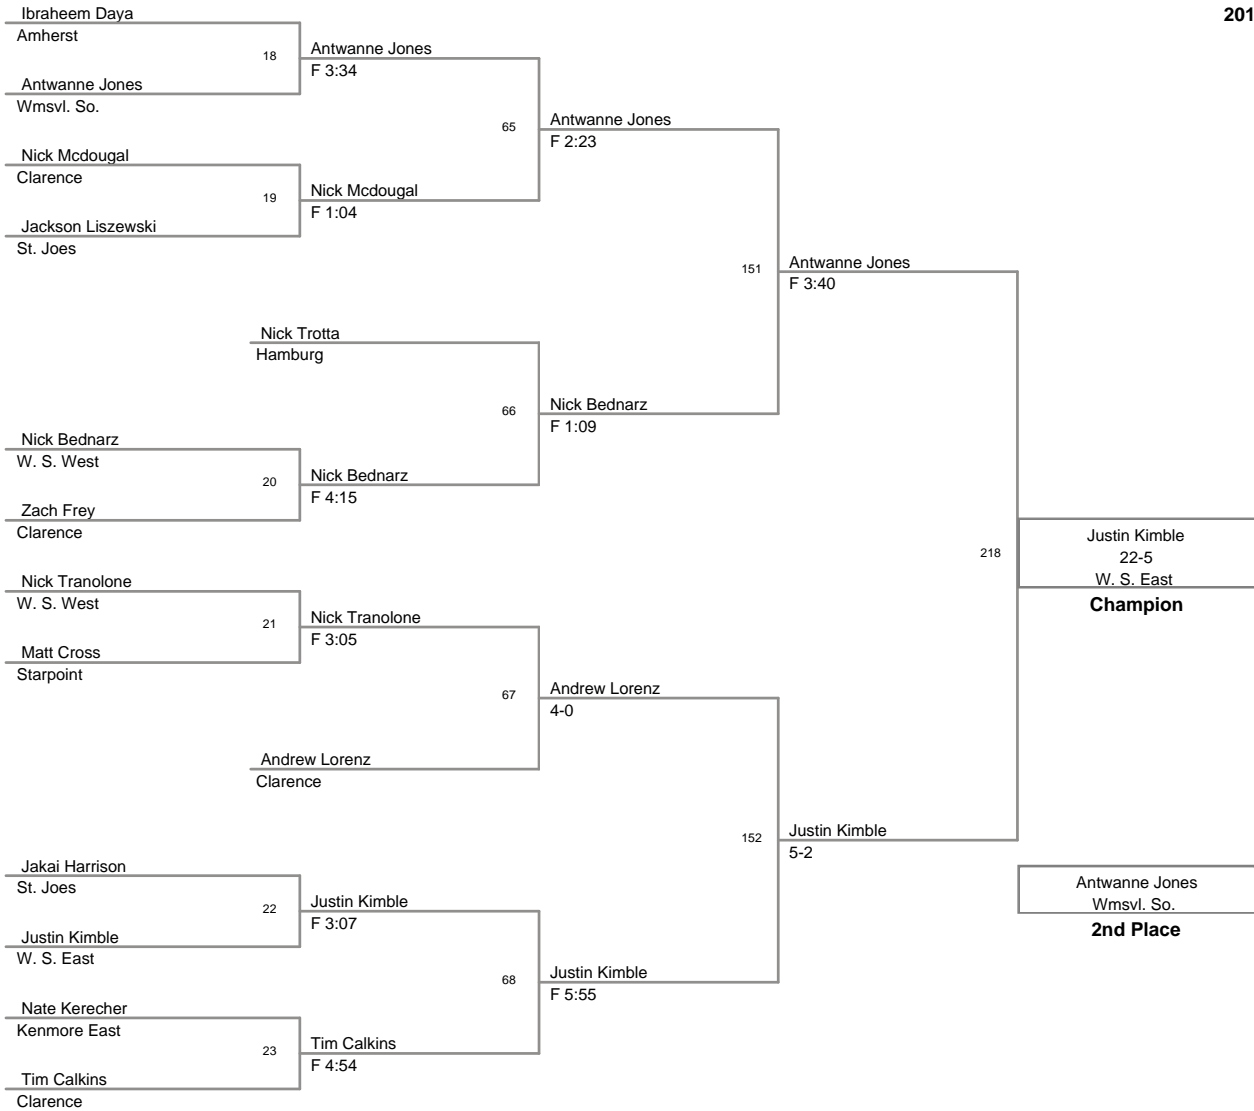 Ibraheem Daya
201
Amherst
18
Antwanne Jones
F 3:34
Antwanne Jones
Wmsvl. So.
65
Antwanne Jones
F 2:23
Nick Mcdougal
Clarence
19
Nick Mcdougal
F 1:04
Jackson Liszewski
St. Joes
151
Antwanne Jones
F 3:40
Nick Trotta
Hamburg
66
Nick Bednarz
F 1:09
Nick Bednarz
W. S. West
20
Nick Bednarz
F 4:15
Zach Frey
Clarence
218
Justin Kimble
22-5
W. S. East
Champion
Nick Tranolone
W. S. West
21
Nick Tranolone
F 3:05
Matt Cross
Starpoint
67
Andrew Lorenz
4-0
Andrew Lorenz
Clarence
152
Justin Kimble
5-2
Jakai Harrison
St. Joes
22
Justin Kimble
F 3:07
Justin Kimble
W. S. East
Antwanne Jones
Wmsvl. So.
2nd Place
68
Justin Kimble
F 5:55
Nate Kerecher
Kenmore East
23
Tim Calkins
F 4:54
Tim Calkins
Clarence